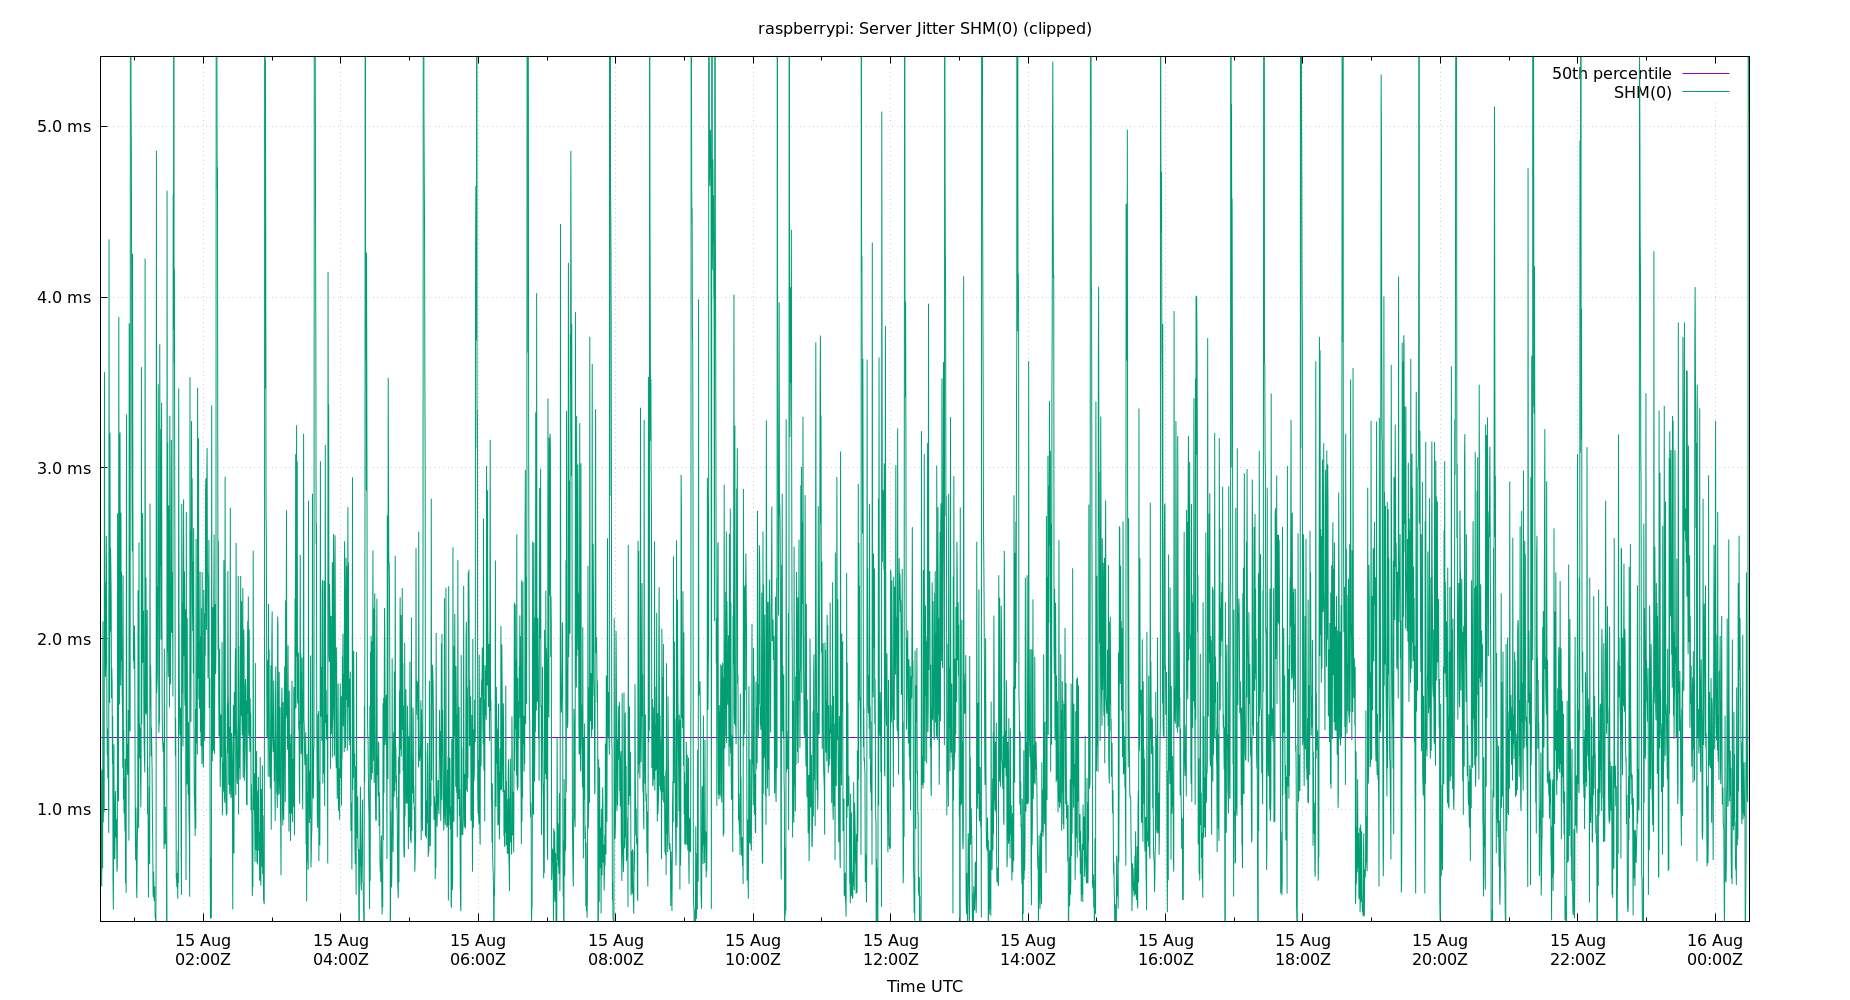 raspberrypi: Server Jitter SHM(0) (clipped)
50th percentile
SHM(0)
5.0 ms
4.0 ms
3.0 ms
2.0 ms
1.0 ms
15 Aug 15 Aug 15 Aug 15 Aug 15 Aug 15 Aug 15 Aug 15 Aug 15 Aug 15 Aug 15 Aug 16 Aug
02:00Z 04:00Z 06:00Z 08:00Z 10:00Z 12:00Z 14:00Z 16:00Z 18:00Z 20:00Z 22:00Z 00:00Z
Time UTC